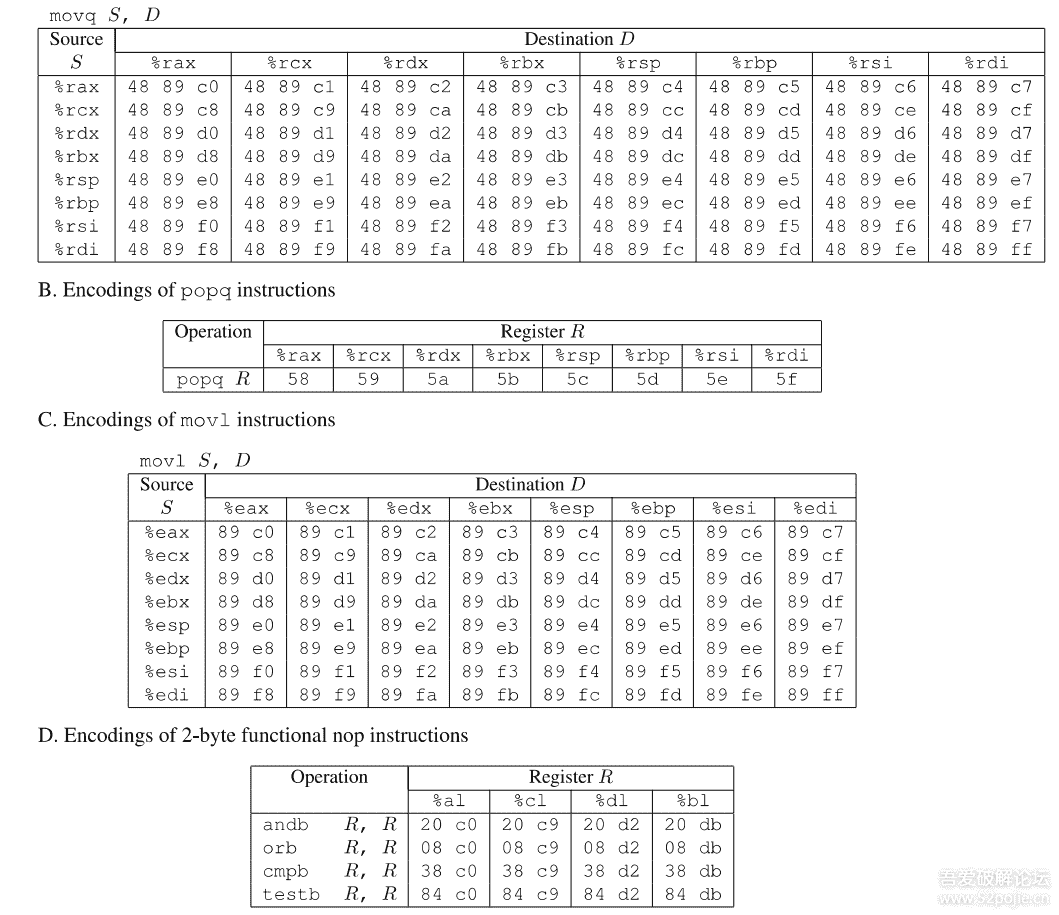 movq S, D
Source Destination D
S %rax %rcx %rdx %rbx %rsp %rbp %rsi %rdi
%rax 48 89 c0 48 89 c1 48 89 c2 48 89 c3 48 89 c4 48 89 c5 48 89 c6 48 89 c7
%rcx 48 89 c8 48 89 c9 48 89 ca 48 89 cb 48 89 cc 48 89 cd 48 89 ce 48 89 cf
%rdx 48 89 d0 48 89 d1 48 89 d2 48 89 d3 48 89 d4 48 89 d5 48 89 d6 48 89 d7
%rbx 48 89 d8 48 89 d9 48 89 da 48 89 db 48 89 dc 48 89 dd 48 89 de 48 89 df
%rsp 48 89 e0 48 89 e1 48 89 e2 48 89 e3 48 89 e4 48 89 e5 48 89 e6 48 89 e7
%rbp 48 89 e8 48 89 e9 48 89 ea 48 89 eb 48 89 ec 48 89 ed 48 89 ee 48 89 ef
%rsi 48 89 f0 48 89 f1 48 89 f2 48 89 f3 48 89 f4 48 89 f5 48 89 f6 48 89 f7
%rdi 48 89 f8 48 89 f9 48 89 fa 48 89 fb 48 89 fc 48 89 fd 48 89 fe 48 89 ff
B. Encodings of popq instructions
Operation Register R
%rax %rcx %rdx %rbx %rsp %rbp %rsi %rdi
popq R 58 59 5a 5b 5c 5d 5e 5f
C. Encodings of movl instructions
movl S, D
Source Destination D
S %eax %ecx %edx %ebx %esp %ebp %esi %edi
%eax 89 c0 89 c1 89 c2 89 c3 89 c4 89 c5 89 c6 89 c7
%ecx 89 c8 89 c9 89 ca 89 cb 89 cc 89 cd 89 ce 89 cf
%edx 89 d0 89 d1 89 d2 89 d3 89 d4 89 d5 89 d6 89 d7
%ebx 89 d8 89 d9 89 da 89 db 89 dc 89 dd 89 de 89 df
%esp 89 e0 89 e1 89 e2 89 e3 89 e4 89 e5 89 e6 89 e7
%ebp 89 e8 89 e9 89 ea 89 eb 89 ec 89 ed 89 ee 89 ef
%esi 89 f0 89 f1 89 f2 89 f3 89 f4 89 f5 89 f6 89 f7
%edi 89 f8 89 f9 89 fa 89 fb 89 fc 89 fd 89 fe 89 ff
D. Encodings of 2-byte functional nop instructions
Operation Register R
%al %cl %dl %bl
andb R, R 20 c0 20 c9 20 d2 20 db
orb R, R 08 c0 08 c9 08 d2 08 db
cmpb R, R 38 c0 38 c9 38 d2 38 db
testb R, R 84 c0 84 c9 84 d2 84 db
吾爱破解论坛
www.52pojie.cn